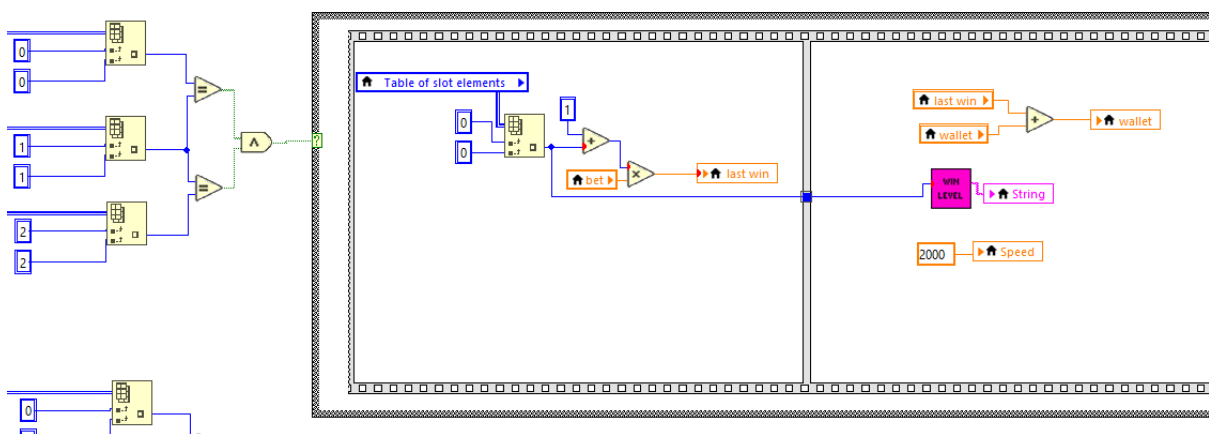 0
0
=
1
1
=
∧
2
2
0
?
Table of slot elements
0
0
1
+
bet
×
last win
last win
wallet
+
wallet
WIN
LEVEL
String
2000
Speed